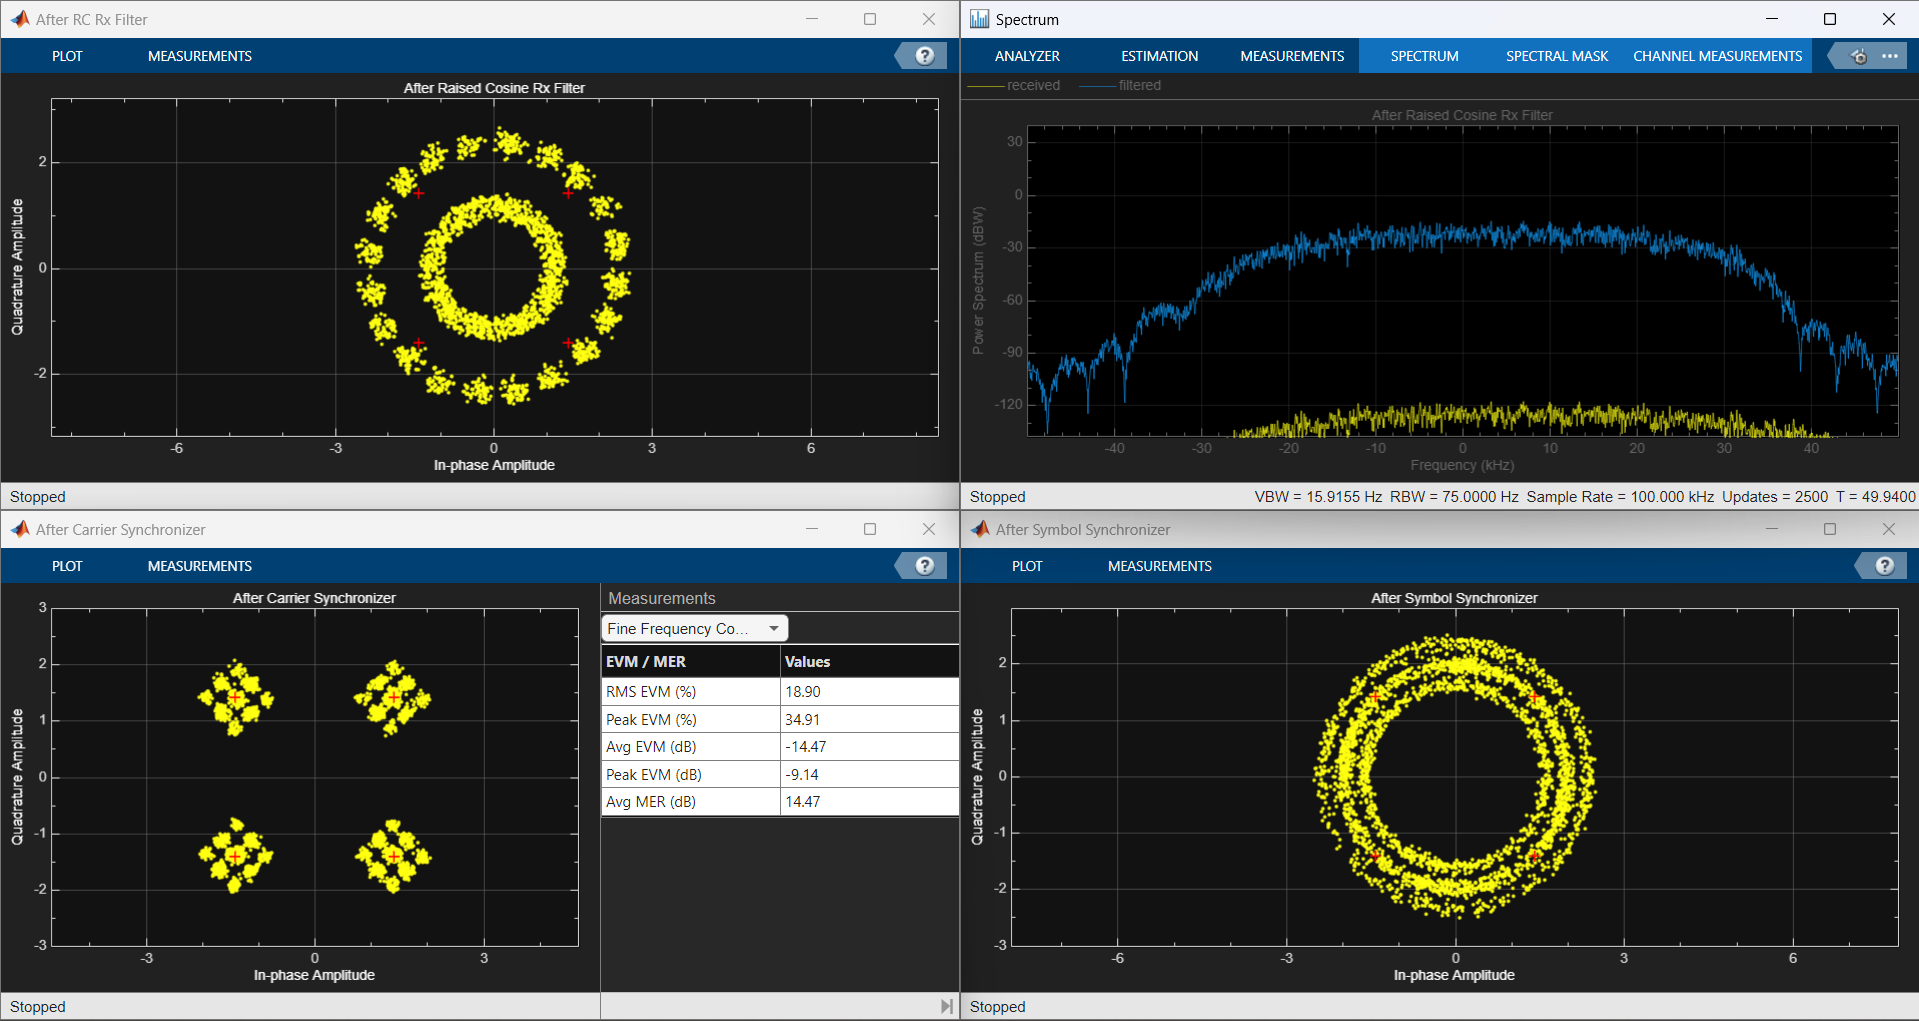 After RC Rx Filter
PLOT MEASUREMENTS
?
After Raised Cosine Rx Filter
Quadrature Amplitude
2
0
-2
-6 -3 0 3 6
In-phase Amplitude
Stopped
Spectrum
ANALYZER ESTIMATION MEASUREMENTS SPECTRUM SPECTRAL MASK CHANNEL MEASUREMENTS
received filtered
After Raised Cosine Rx Filter
Power Spectrum (dBW)
30
0
-30
-60
-90
-120
-40 -30 -20 -10 0 10 20 30 40
Frequency (kHz)
Stopped VBW = 15.9155 Hz RBW = 75.0000 Hz Sample Rate = 100.000 kHz Updates = 2500 T = 49.9400
After Carrier Synchronizer
PLOT MEASUREMENTS
?
After Carrier Synchronizer
Quadrature Amplitude
3
2
1
0
-1
-2
-3
-3 0 3
In-phase Amplitude
Measurements
Fine Frequency Co...
EVM / MER Values
RMS EVM (%) 18.90
Peak EVM (%) 34.91
Avg EVM (dB) -14.47
Peak EVM (dB) -9.14
Avg MER (dB) 14.47
Stopped
After Symbol Synchronizer
PLOT MEASUREMENTS
?
After Symbol Synchronizer
Quadrature Amplitude
2
1
0
-1
-2
-3
-6 -3 0 3 6
In-phase Amplitude
Stopped